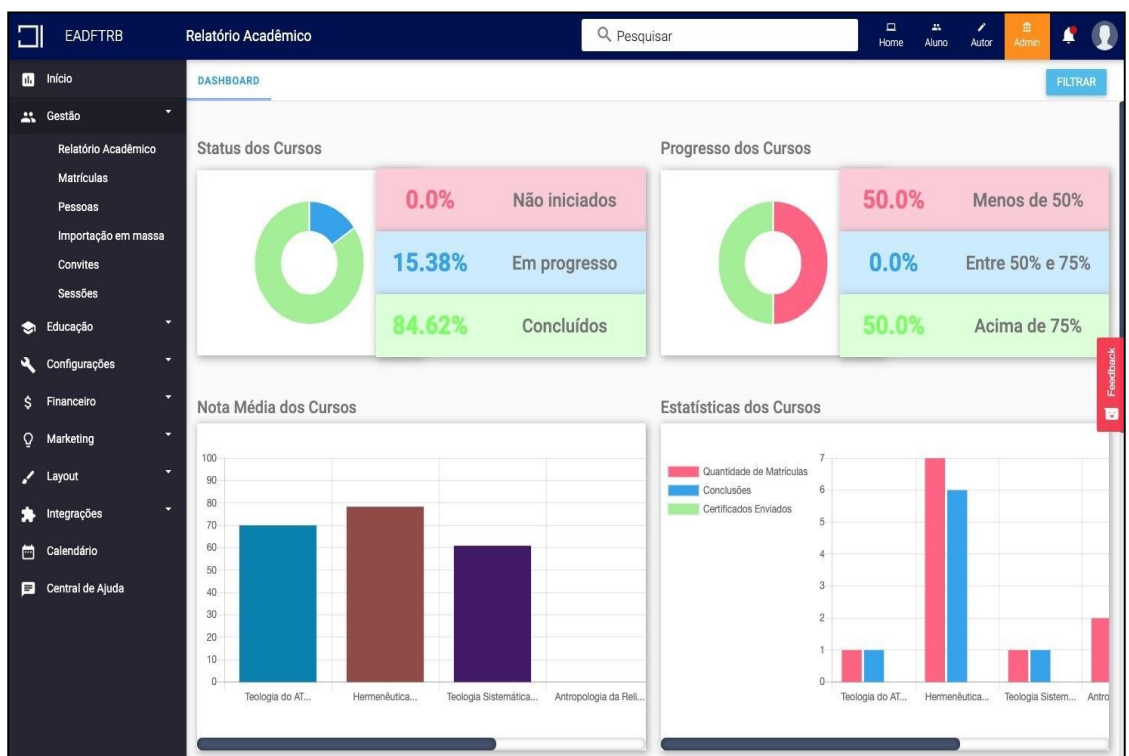 EADFTRB
Relatório Acadêmico
Pesquisar
Home
Aluno
Autor
Admin
Início
Gestão
Relatório Acadêmico
Matrículas
Pessoas
Importação em massa
Convites
Sessões
Educação
Configurações
Financeiro
Marketing
Layout
Integrações
Calendário
Central de Ajuda
DASHBOARD
FILTRAR
Status dos Cursos
0.0% Não iniciados
15.38% Em progresso
84.62% Concluídos
Progresso dos Cursos
50.0% Menos de 50%
0.0% Entre 50% e 75%
50.0% Acima de 75%
Feedback
Nota Média dos Cursos
100
90
80
70
60
50
40
30
20
10
0
Teologia do AT... Hermenêutica... Teologia Sistemática... Antropologia da Reli...
Estatísticas dos Cursos
Quantidade de Matrículas
Conclusões
Certificados Enviados
7
6
5
4
3
2
1
0
Teologia do AT... Hermenêutica... Teologia Sistem... Antro